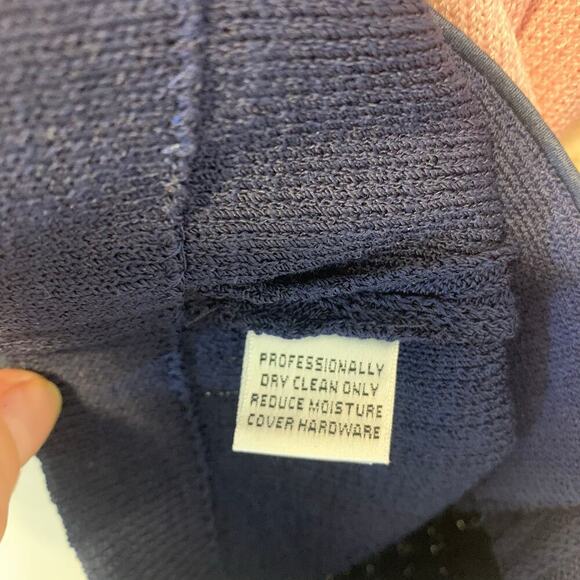 PROFESSIONALLY
DRY CLEAN ONLY
REDUCE MOISTURE
COVER HARDWARE